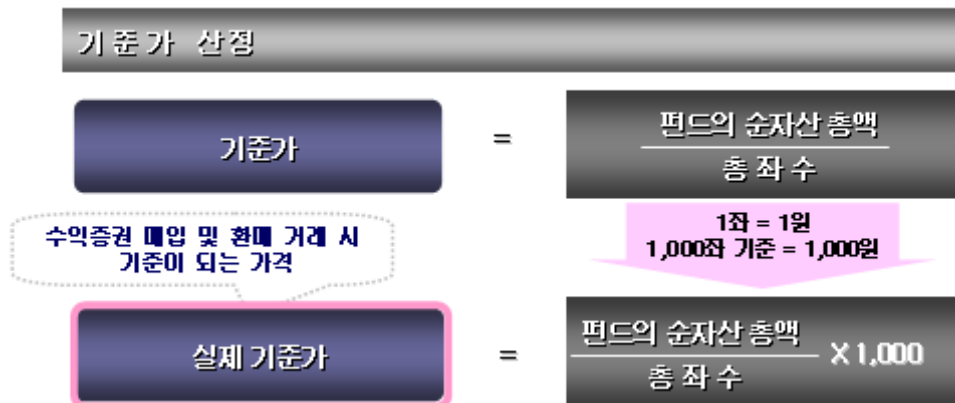 기준가 산정
기준가
=
펀드의 순자산 총액
총 좌 수
수익증권 매입 및 환매 거래 시
기준이 되는 가격
1좌 = 1원
1,000좌 기준 = 1,000원
실제 기준가
=
펀드의 순자산 총액
총 좌 수
X 1,000